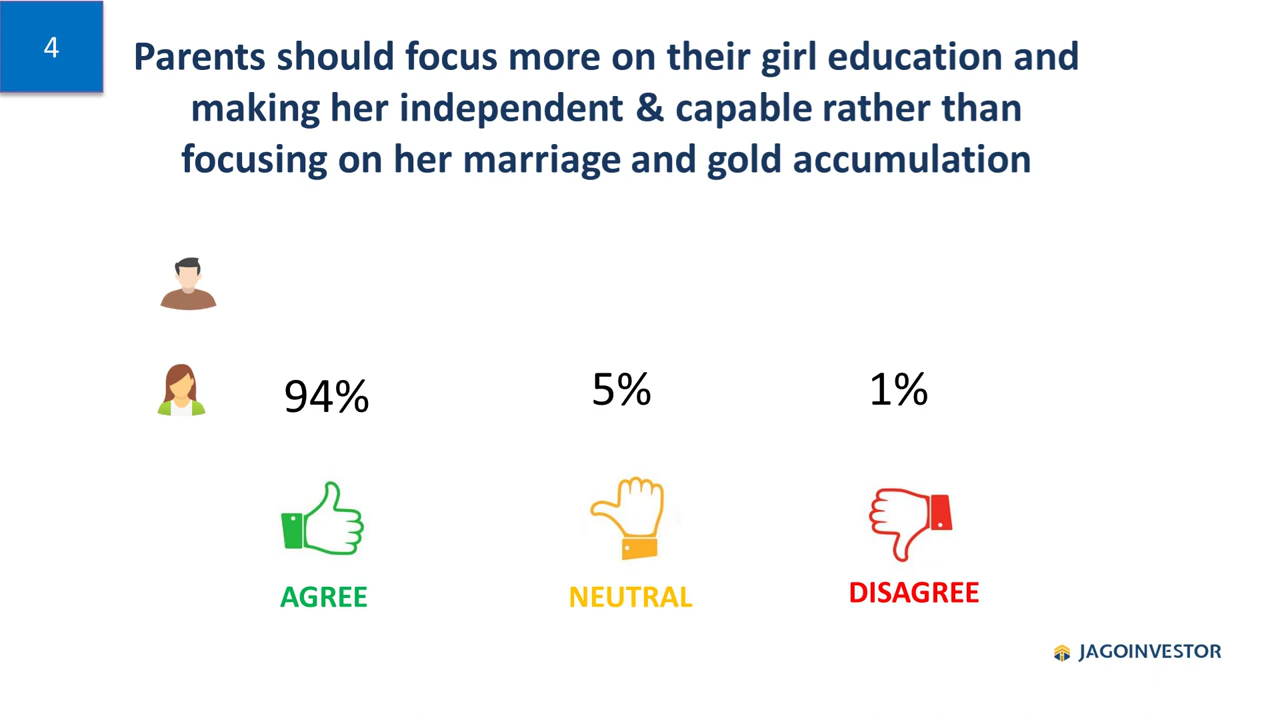 4
Parents should focus more on their girl education and
making her independent & capable rather than
focusing on her marriage and gold accumulation
94% 5% 1%
AGREE NEUTRAL DISAGREE
JAGOINVESTOR